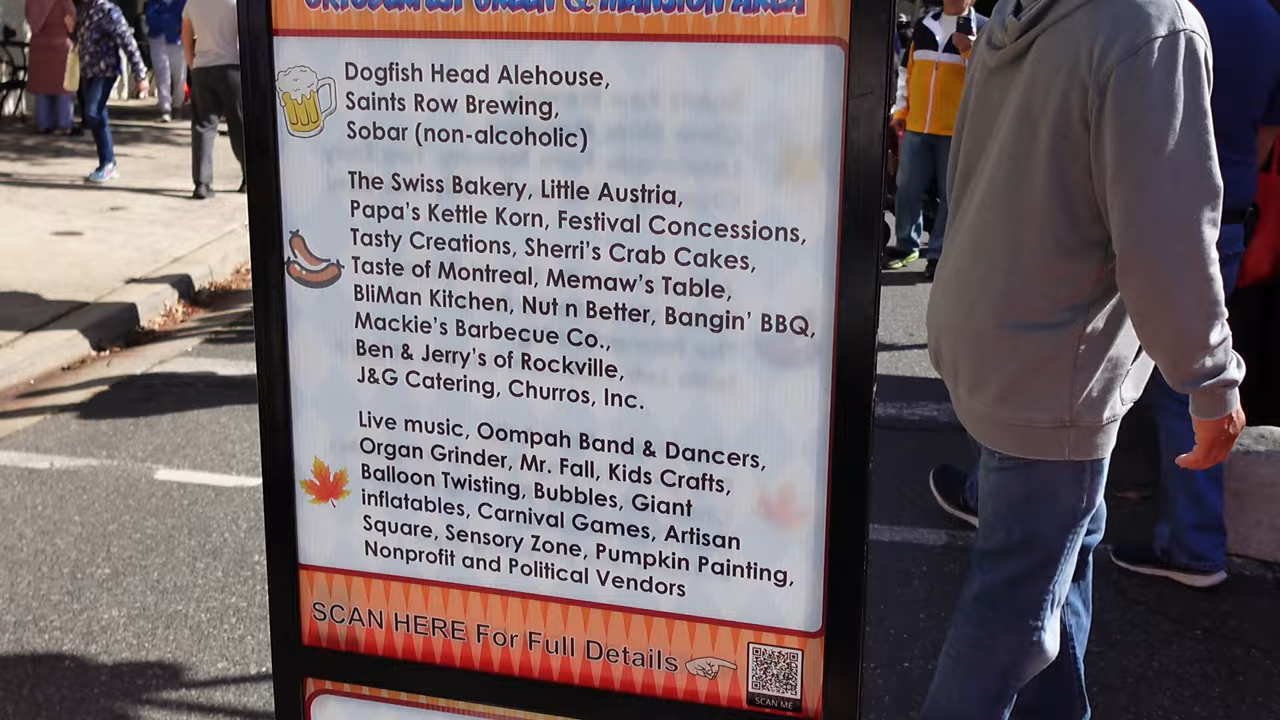 OKTOBERFEST GREEN & MANSION AREA
Dogfish Head Alehouse,
Saints Row Brewing,
Sobar (non-alcoholic)
The Swiss Bakery, Little Austria,
Papa's Kettle Korn, Festival Concessions,
Tasty Creations, Sherri's Crab Cakes,
Taste of Montreal, Memaw's Table,
BliMan Kitchen, Nut n Better, Bangin' BBQ,
Mackie's Barbecue Co.,
Ben & Jerry's of Rockville,
J&G Catering, Churros, Inc.
Live music, Oompah Band & Dancers,
Organ Grinder, Mr. Fall, Kids Crafts,
Balloon Twisting, Bubbles, Giant
inflatables, Carnival Games, Artisan
Square, Sensory Zone, Pumpkin Painting,
Nonprofit and Political Vendors
SCAN HERE For Full Details
SCAN ME